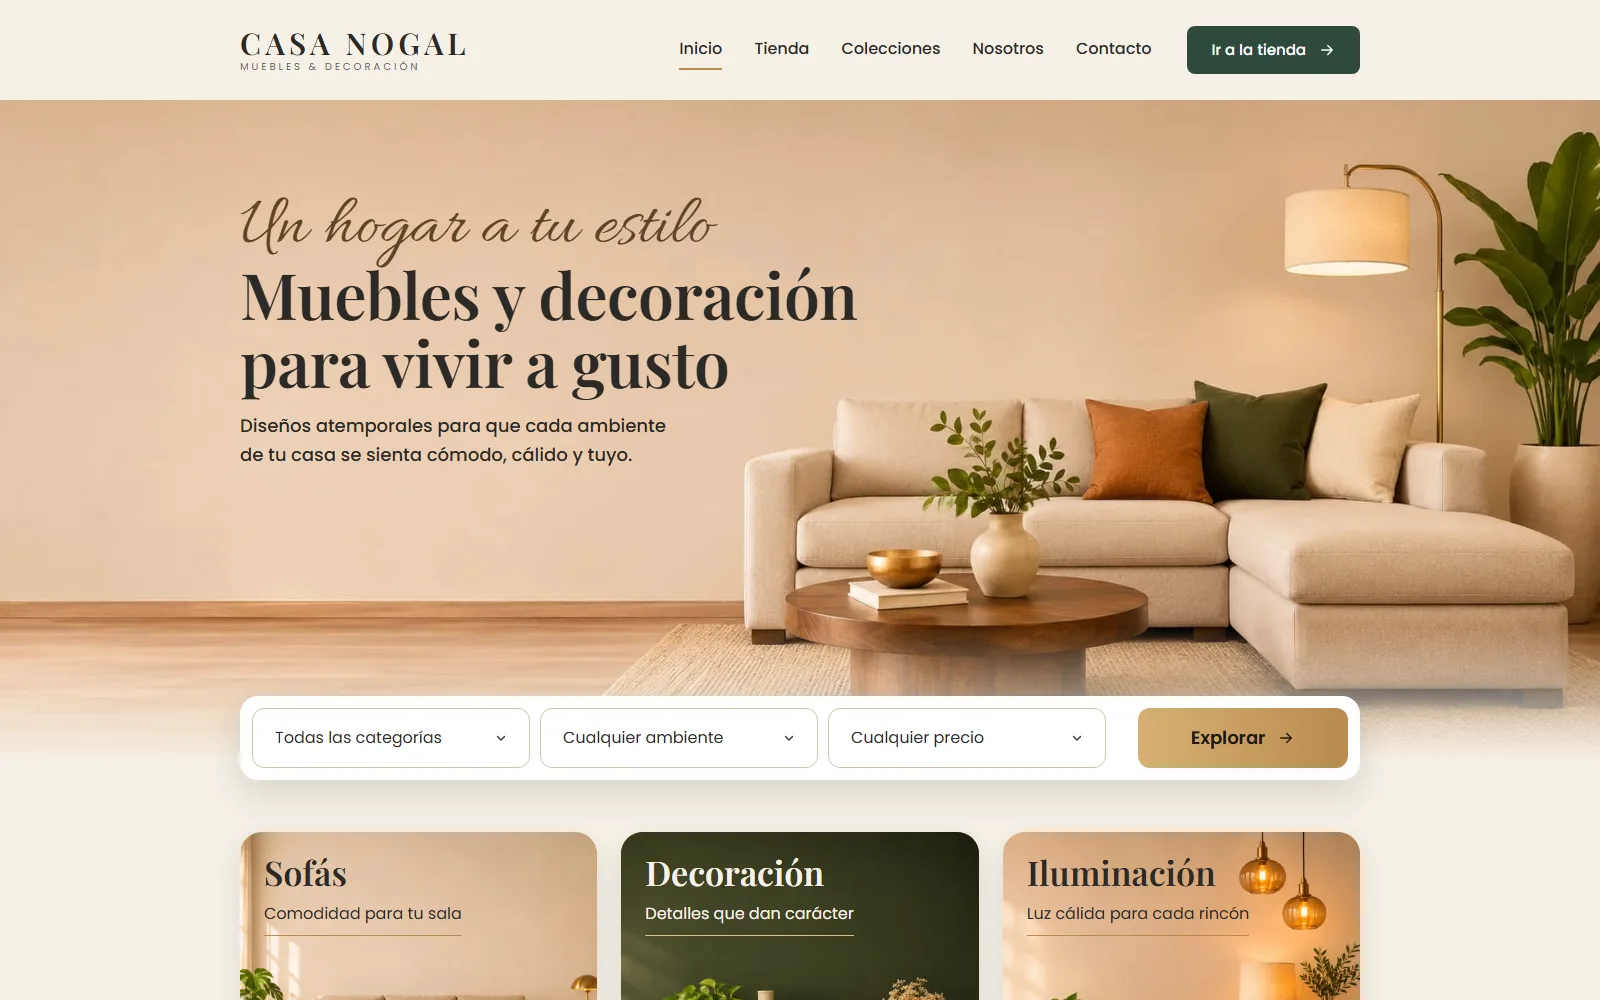 CASA NOGAL
MUEBLES & DECORACIÓN
Inicio
Tienda
Colecciones
Nosotros
Contacto
Ir a la tienda
Un hogar a tu estilo
Muebles y decoración
para vivir a gusto
Diseños atemporales para que cada ambiente
de tu casa se sienta cómodo, cálido y tuyo.
Todas las categorías
Cualquier ambiente
Cualquier precio
Explorar
Sofás
Comodidad para tu sala
Decoración
Detalles que dan carácter
Iluminación
Luz cálida para cada rincón